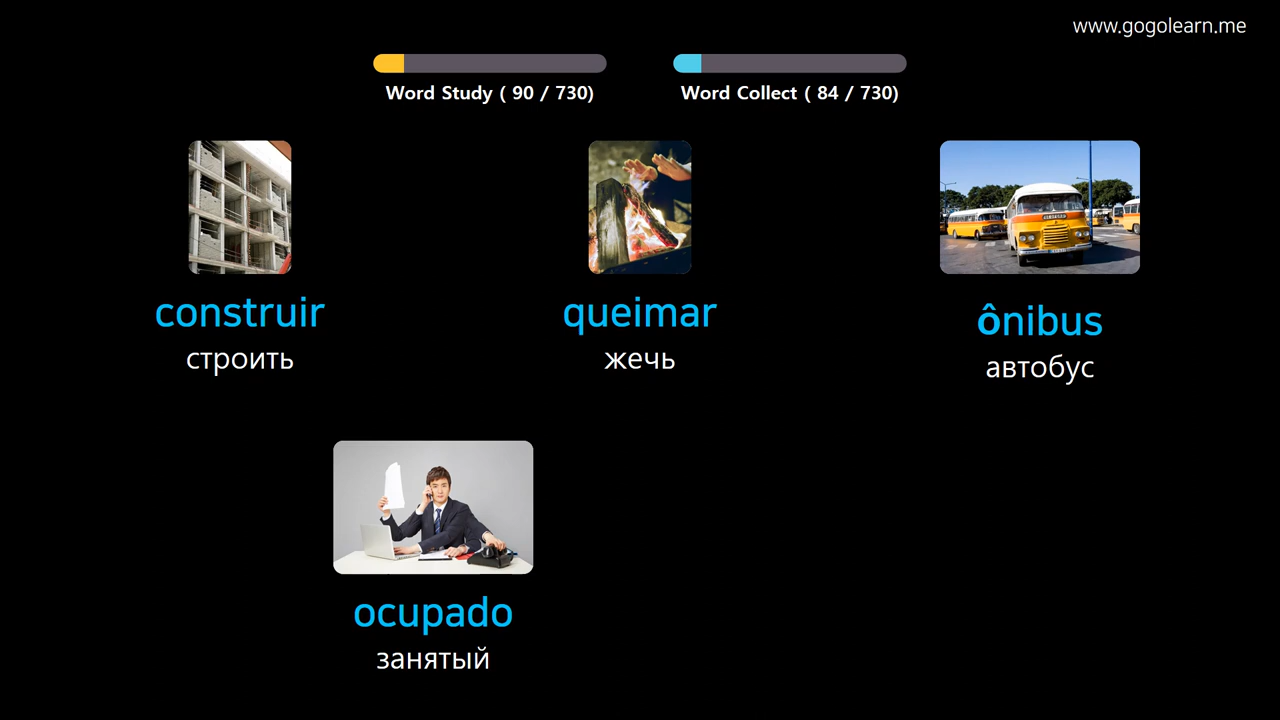 www.gogolearn.me
Word Study ( 90 / 730)
Word Collect ( 84 / 730)
construir
строить
queimar
жечь
ônibus
автобус
ocupado
занятый